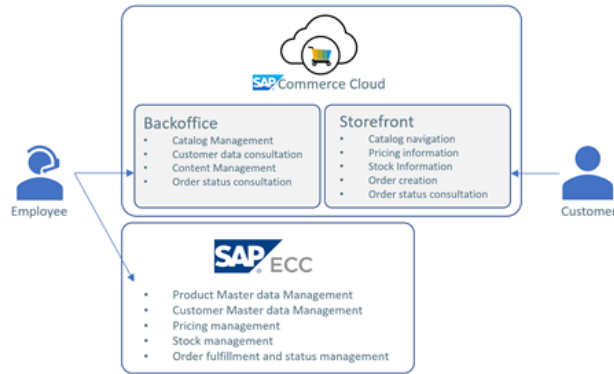 SAP Commerce Cloud
Backoffice
• Catalog Management
• Customer data consultation
• Content Management
• Order status consultation
Storefront
• Catalog navigation
• Pricing information
• Stock Information
• Order creation
• Order status consultation
Employee
Customer
SAP® ECC
• Product Master data Management
• Customer Master data Management
• Pricing management
• Stock management
• Order fulfillment and status management